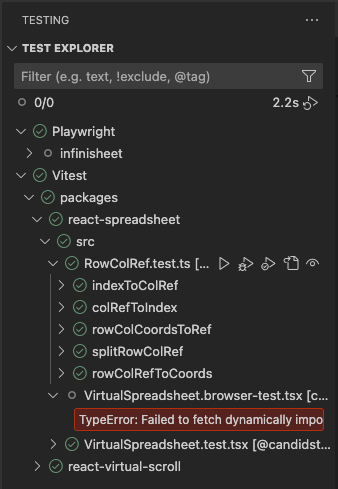 TESTING
TEST EXPLORER
Filter (e.g. text, !exclude, @tag)
0/0 2.2s
Playwright
infinisheet
Vitest
packages
react-spreadsheet
src
RowColRef.test.ts [...
indexToColRef
colRefToIndex
rowColCoordsToRef
splitRowColRef
rowColRefToCoords
VirtualSpreadsheet.browser-test.tsx [c...
TypeError: Failed to fetch dynamically impo
VirtualSpreadsheet.test.tsx [@candidst...
react-virtual-scroll